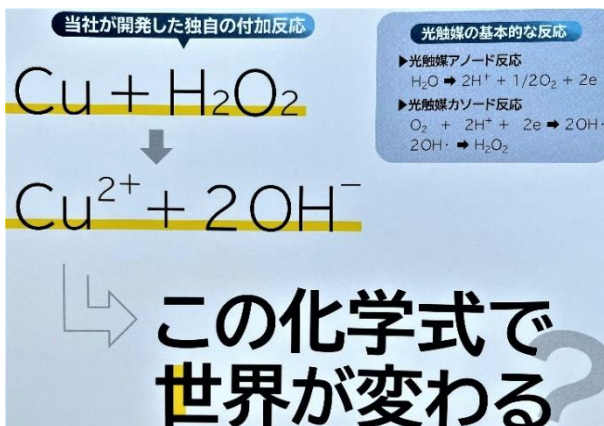 当社が開発した独自の付加反応
Cu + H₂O₂
Cu²⁺ + 2OH⁻
この化学式で
世界が変わる
?
光触媒の基本的な反応
▶光触媒アノード反応
H₂O ➡ 2H⁺ + 1/2O₂ + 2e
▶光触媒カソード反応
O₂ + 2H⁺ + 2e ➡ 2OH·
2OH· ➡ H₂O₂